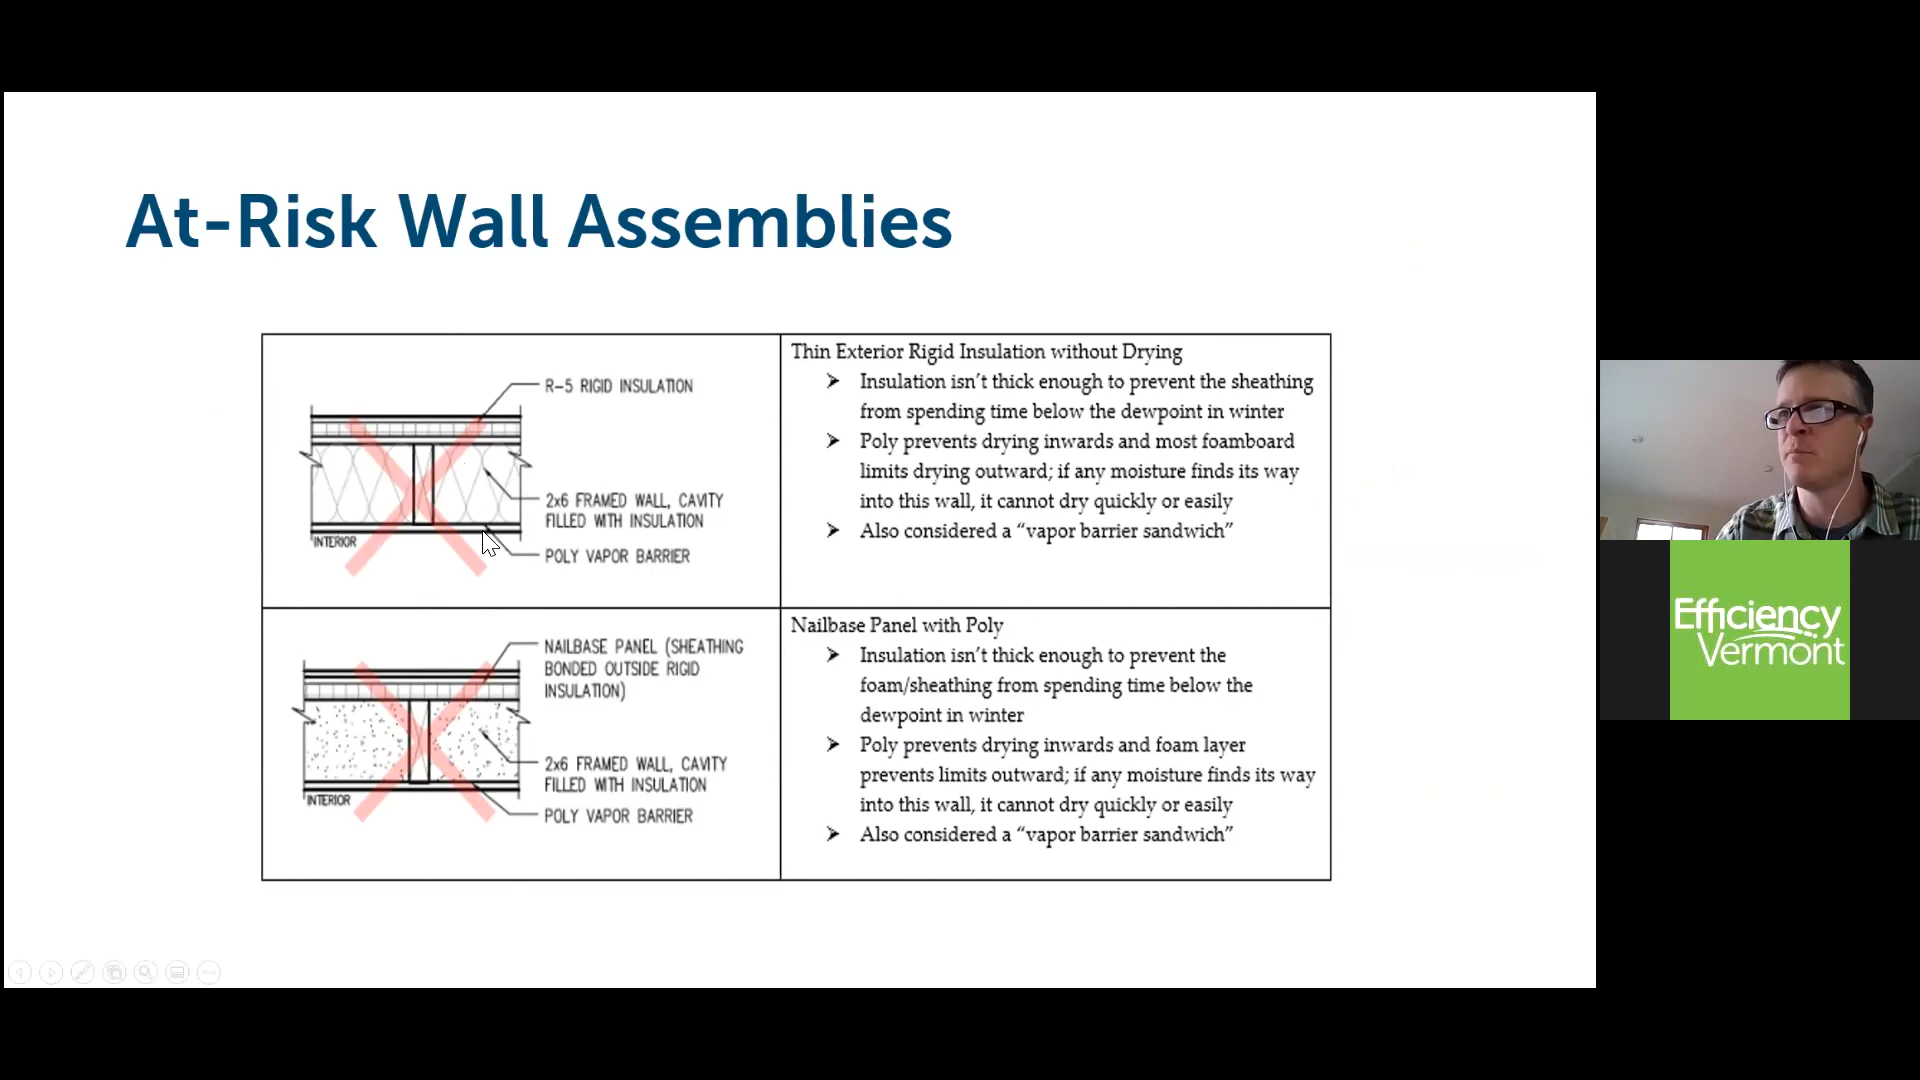 At-Risk Wall Assemblies
R-5 RIGID INSULATION
2x6 FRAMED WALL, CAVITY
FILLED WITH INSULATION
INTERIOR
POLY VAPOR BARRIER
Thin Exterior Rigid Insulation without Drying
➤ Insulation isn't thick enough to prevent the sheathing
from spending time below the dewpoint in winter
➤ Poly prevents drying inwards and most foamboard
limits drying outward; if any moisture finds its way
into this wall, it cannot dry quickly or easily
➤ Also considered a “vapor barrier sandwich”
NAILBASE PANEL (SHEATHING
BONDED OUTSIDE RIGID
INSULATION)
2x6 FRAMED WALL, CAVITY
FILLED WITH INSULATION
INTERIOR
POLY VAPOR BARRIER
Nailbase Panel with Poly
➤ Insulation isn't thick enough to prevent the
foam/sheathing from spending time below the
dewpoint in winter
➤ Poly prevents drying inwards and foam layer
prevents limits outward; if any moisture finds its way
into this wall, it cannot dry quickly or easily
➤ Also considered a “vapor barrier sandwich”
Efficiency
Vermont